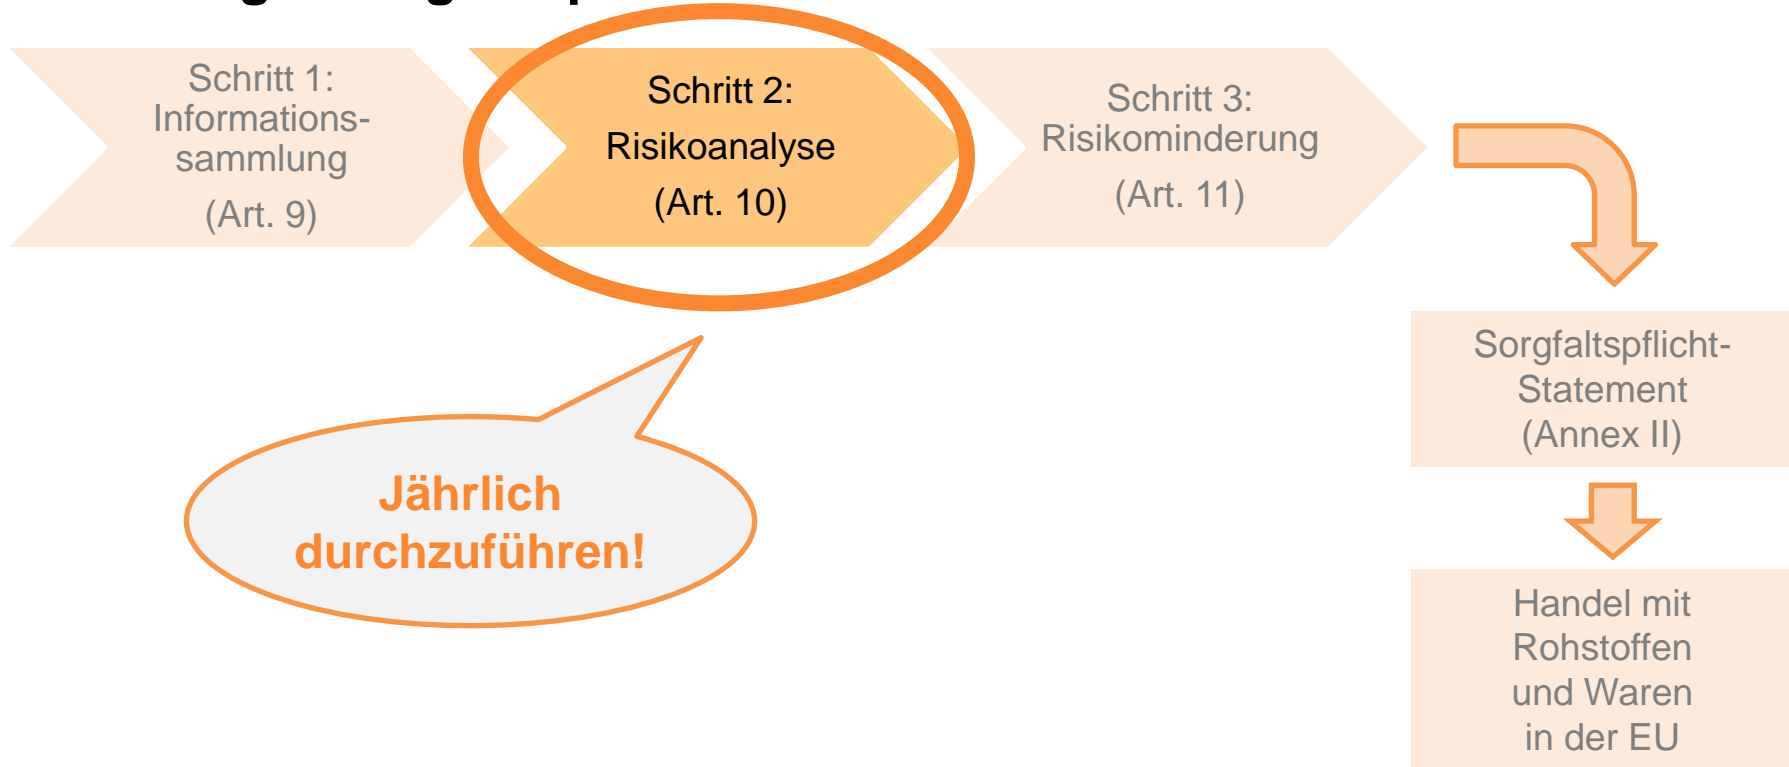 Schritt 1:
Informations-
sammlung
(Art. 9)
Schritt 2:
Risikoanalyse
(Art. 10)
Schritt 3:
Risikominderung
(Art. 11)
Jährlich
durchzuführen!
Sorgfaltspflicht-
Statement
(Annex II)
Handel mit
Rohstoffen
und Waren
in der EU